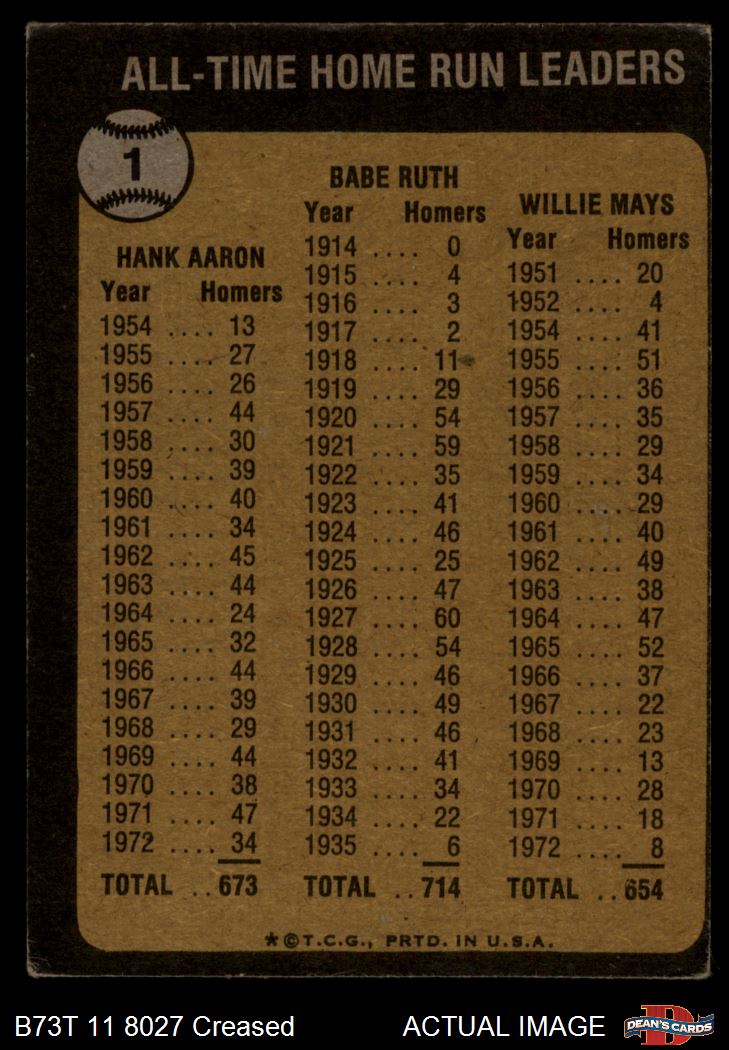 ALL-TIME HOME RUN LEADERS
1
HANK AARON
Year Homers
1954 .... 13
1955 .... 27
1956 .... 26
1957 .... 44
1958 .... 30
1959 .... 39
1960 .... 40
1961 .... 34
1962 .... 45
1963 .... 44
1964 .... 24
1965 .... 32
1966 .... 44
1967 .... 39
1968 .... 29
1969 .... 44
1970 .... 38
1971 .... 47
1972 .... 34
TOTAL .. 673
BABE RUTH
Year Homers
1914 .... 0
1915 .... 4
1916 .... 3
1917 .... 2
1918 .... 11
1919 .... 29
1920 .... 54
1921 .... 59
1922 .... 35
1923 .... 41
1924 .... 46
1925 .... 25
1926 .... 47
1927 .... 60
1928 .... 54
1929 .... 46
1930 .... 49
1931 .... 46
1932 .... 41
1933 .... 34
1934 .... 22
1935 .... 6
TOTAL .. 714
WILLIE MAYS
Year Homers
1951 .... 20
1952 .... 4
1954 .... 41
1955 .... 51
1956 .... 36
1957 .... 35
1958 .... 29
1959 .... 34
1960 .... 29
1961 .... 40
1962 .... 49
1963 .... 38
1964 .... 47
1965 .... 52
1966 .... 37
1967 .... 22
1968 .... 23
1969 .... 13
1970 .... 28
1971 .... 18
1972 .... 8
TOTAL .. 654
*©T.C.G., PRTD. IN U.S.A.
B73T 11 8027 Creased ACTUAL IMAGE
D
DEAN'S CARDS